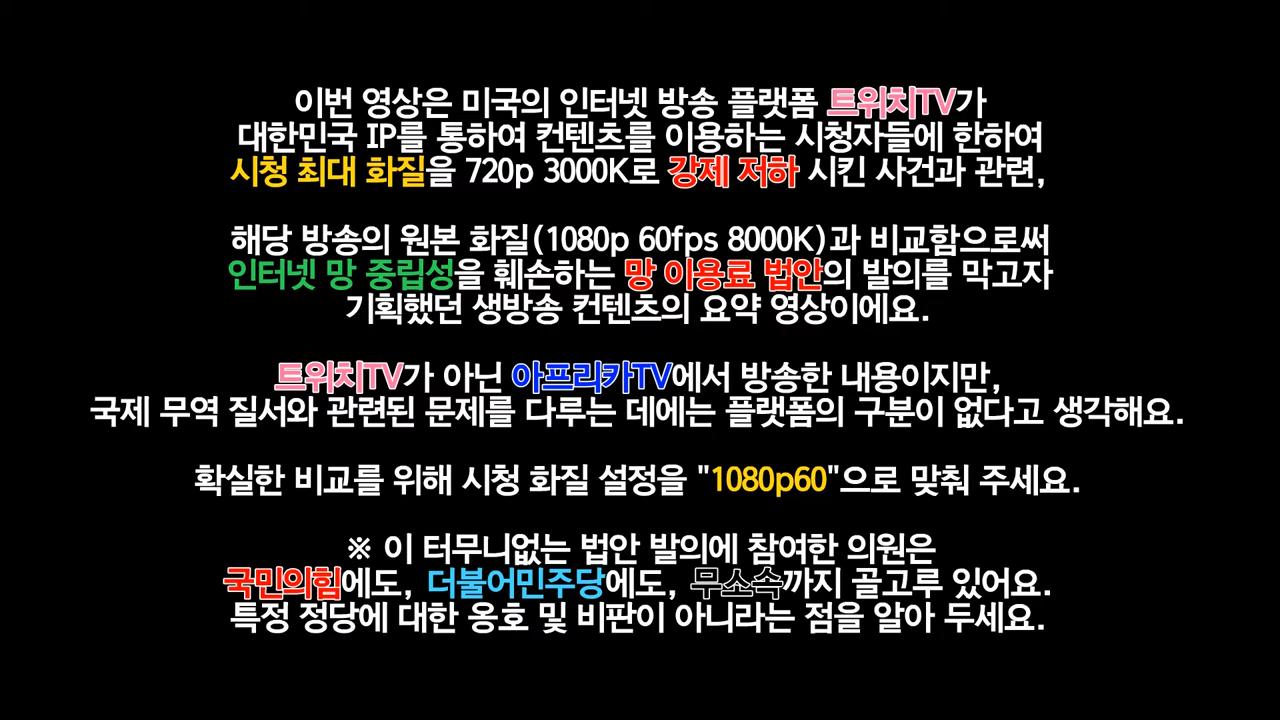 이번 영상은 미국의 인터넷 방송 플랫폼 트위치TV가
대한민국 IP를 통하여 컨텐츠를 이용하는 시청자들에 한하여
시청 최대 화질을 720p 3000K로 강제 저하 시킨 사건과 관련,
해당 방송의 원본 화질(1080p 60fps 8000K)과 비교함으로써
인터넷 망 중립성을 훼손하는 망 이용료 법안의 발의를 막고자
기획했던 생방송 컨텐츠의 요약 영상이에요.
트위치TV가 아닌 아프리카TV에서 방송한 내용이지만,
국제 무역 질서와 관련된 문제를 다루는 데에는 플랫폼의 구분이 없다고 생각해요.
확실한 비교를 위해 시청 화질 설정을 "1080p60"으로 맞춰 주세요.
※ 이 터무니없는 법안 발의에 참여한 의원은
국민의힘에도, 더불어민주당에도, 무소속까지 골고루 있어요.
특정 정당에 대한 옹호 및 비판이 아니라는 점을 알아 두세요.